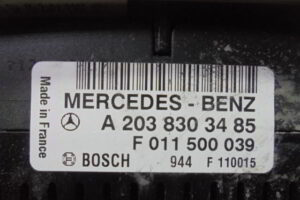 Made in France
MERCEDES - BENZ
A 203 830 34 85
F 011 500 039
BOSCH 944 F 110015